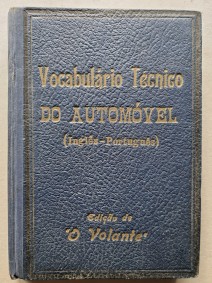 Vocabulário Técnico
DO AUTOMÓVEL
(Inglês-Português)
Edição de
"O Volante"